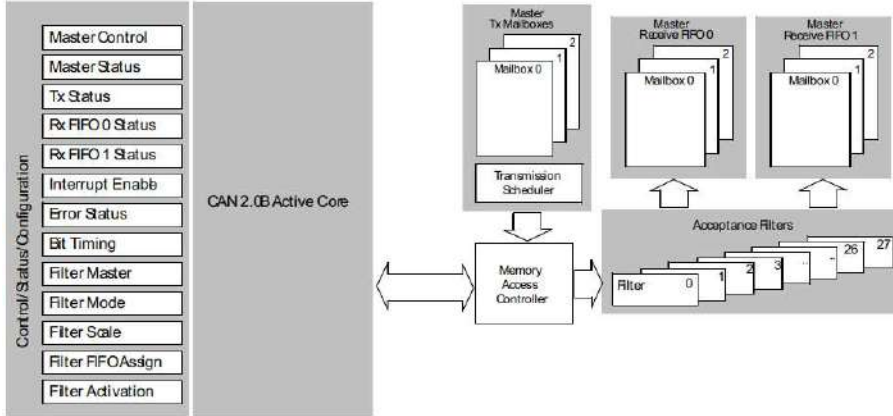 Control/Status/Configuration
Master Control
Master Status
Tx Status
Rx FIFO 0 Status
Rx FIFO 1 Status
Interrupt Enable
Error Status
Bit Timing
Filter Master
Filter Mode
Filter Scale
Filter FIFO Assign
Filter Activation
CAN 2.0B Active Core
Master
Tx Mailboxes
2
1
Mailbox 0
Transmission
Scheduler
Master
Receive FIFO 0
2
1
Mailbox 0
Master
Receive FIFO 1
2
1
Mailbox 0
Memory
Access
Controller
Acceptance Filters
Filter 0
1
2
3
..
..
26
27